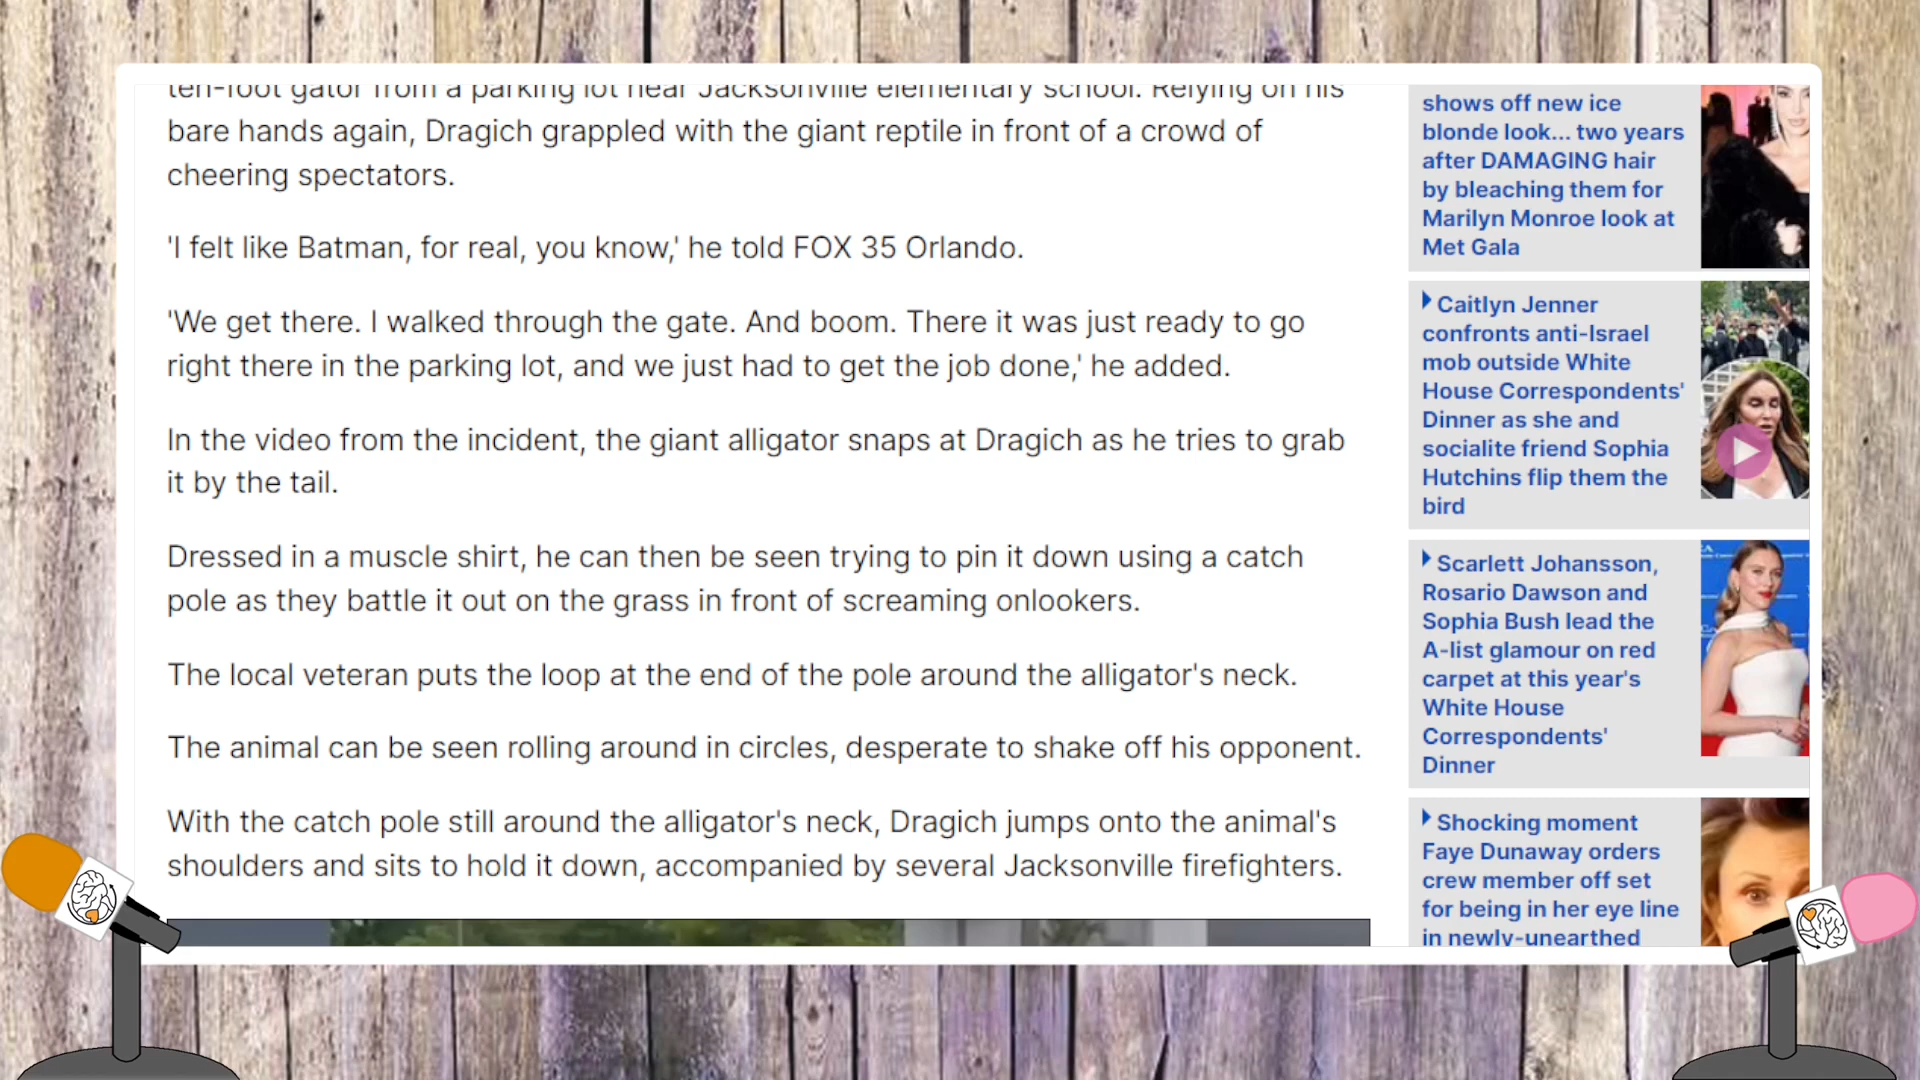 ten-foot gator from a parking lot near Jacksonville elementary school. Relying on his
bare hands again, Dragich grappled with the giant reptile in front of a crowd of
cheering spectators.
'I felt like Batman, for real, you know,' he told FOX 35 Orlando.
'We get there. I walked through the gate. And boom. There it was just ready to go
right there in the parking lot, and we just had to get the job done,' he added.
In the video from the incident, the giant alligator snaps at Dragich as he tries to grab
it by the tail.
Dressed in a muscle shirt, he can then be seen trying to pin it down using a catch
pole as they battle it out on the grass in front of screaming onlookers.
The local veteran puts the loop at the end of the pole around the alligator's neck.
The animal can be seen rolling around in circles, desperate to shake off his opponent.
With the catch pole still around the alligator's neck, Dragich jumps onto the animal's
shoulders and sits to hold it down, accompanied by several Jacksonville firefighters.
shows off new ice
blonde look... two years
after DAMAGING hair
by bleaching them for
Marilyn Monroe look at
Met Gala
Caitlyn Jenner
confronts anti-Israel
mob outside White
House Correspondents'
Dinner as she and
socialite friend Sophia
Hutchins flip them the
bird
Scarlett Johansson,
Rosario Dawson and
Sophia Bush lead the
A-list glamour on red
carpet at this year's
White House
Correspondents'
Dinner
Shocking moment
Faye Dunaway orders
crew member off set
for being in her eye line
in newly-unearthed